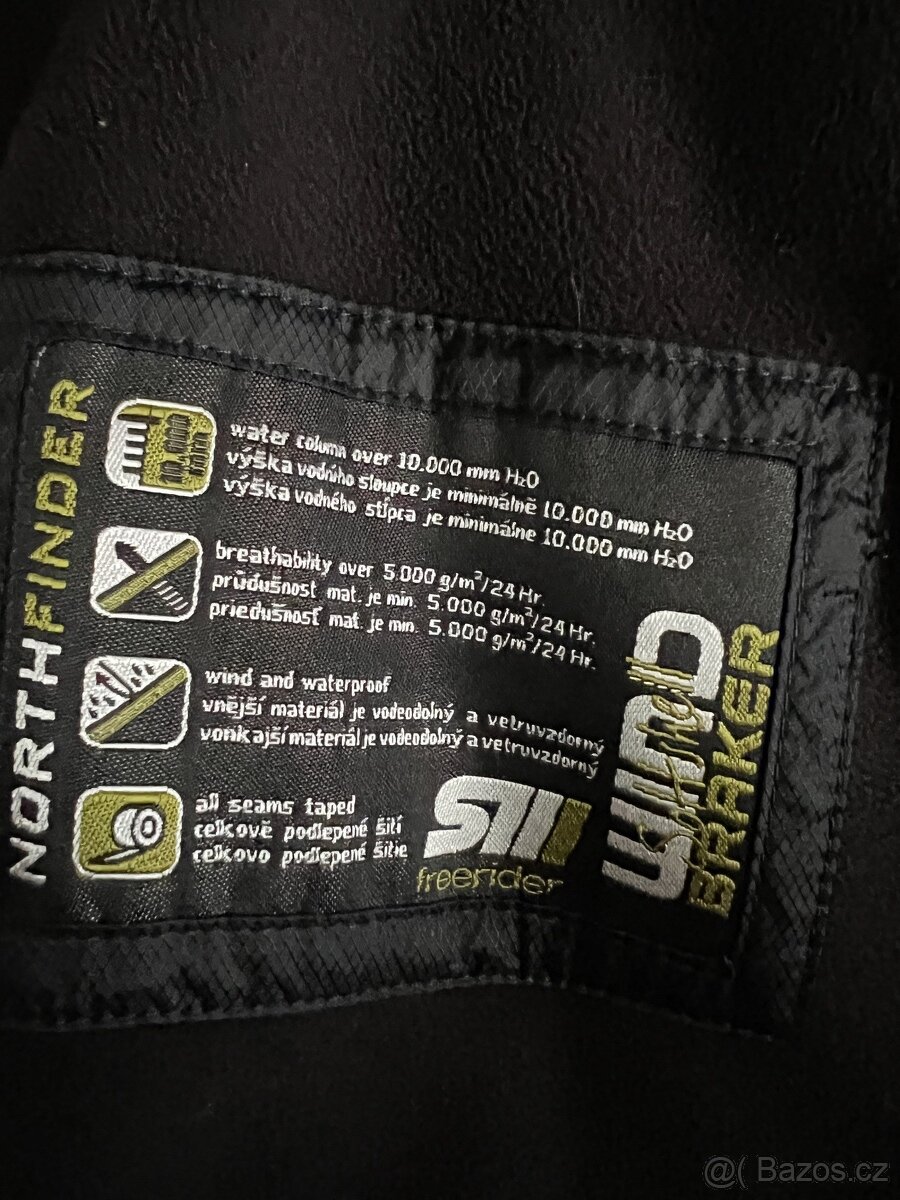 NORTHFINDER
water column over 10.000 mm H2O
výška vodního sloupce je minimálně 10.000 mm H2O
výška vodného stĺpca je minimálne 10.000 mm H2O
breathability over 5.000 g/m²/24 Hr.
průdušnost mat. je min. 5.000 g/m²/24 Hr.
priedušnosť mat. je min. 5.000 g/m²/24 Hr.
wind and waterproof
vnější materiál je vodeodolný a vetruvzdorný
vonkajší materiál je vodeodolný a vetruvzdorný
all seams taped
celkově podlepené šití
celkovo podlepené šitie
freerider
WIND
Softshell
BRAKER
@( Bazos.cz